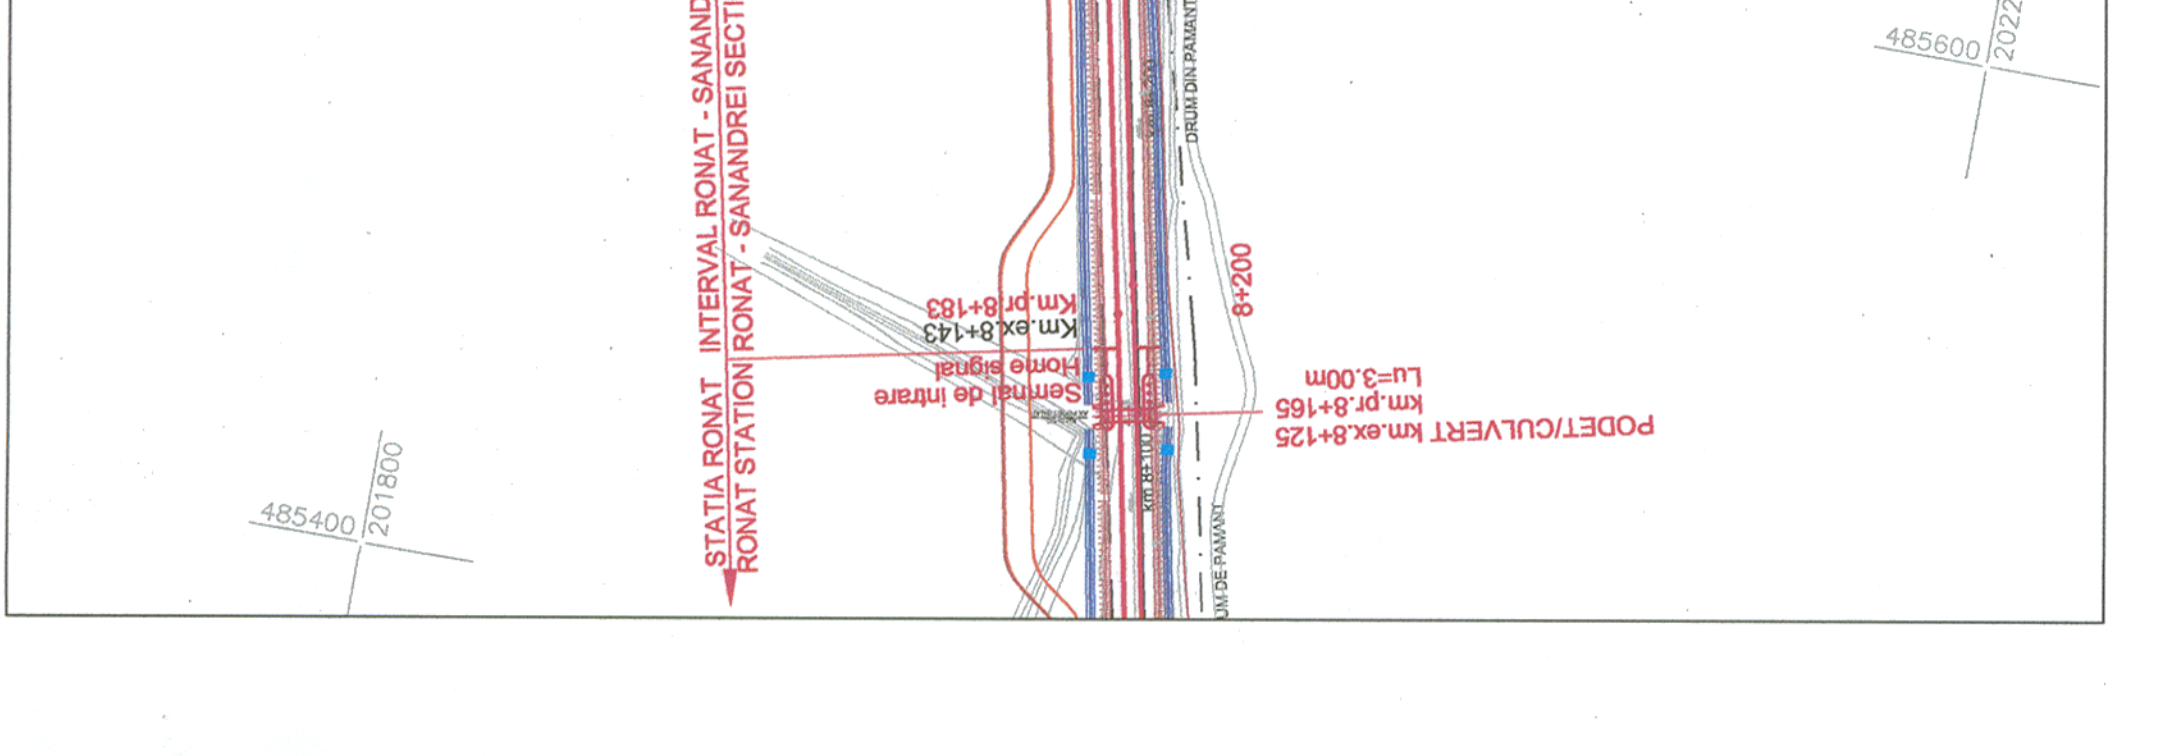 STATIA RONAT INTERVAL RONAT - SANAND
RONAT STATION RONAT - SANANDREI SECTI
Km.pr.8+183
Km.ex.8+143
Home signal
Semnal de intrare
8+200
PODET/CULVERT km.ex.8+125
km.pr.8+165
Lu=3.00m
DRUM DIN PAMANT
UM DE PAMANT
km 8+100
485400
201800
485600
2022